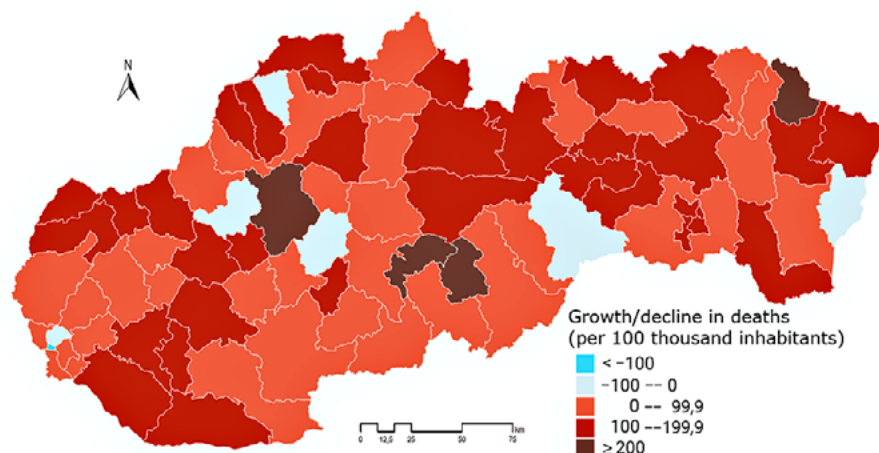 N
Growth/decline in deaths
(per 100 thousand inhabitants)
< -100
-100 -- 0
0 -- 99,9
100 --199,9
> 200
0 12,5 25 50 75
km